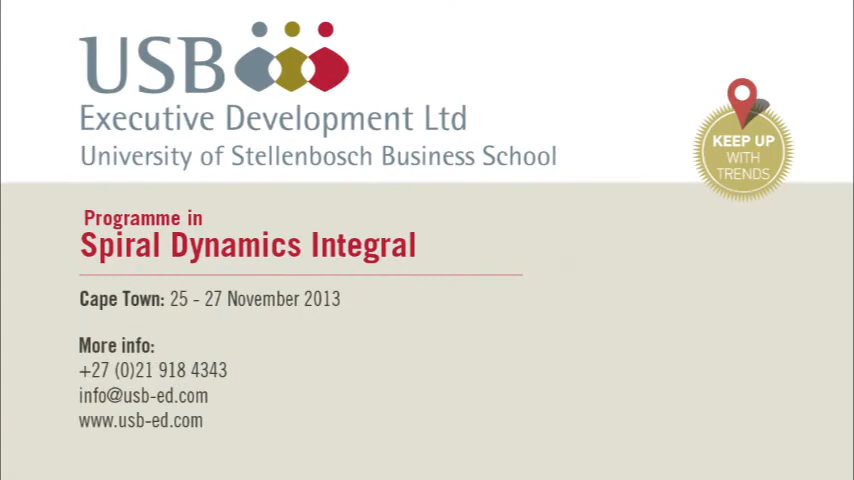 USB
Executive Development Ltd
University of Stellenbosch Business School
KEEP UP
WITH
TRENDS
Programme in
Spiral Dynamics Integral
Cape Town: 25 - 27 November 2013
More info:
+27 (0)21 918 4343
info@usb-ed.com
www.usb-ed.com